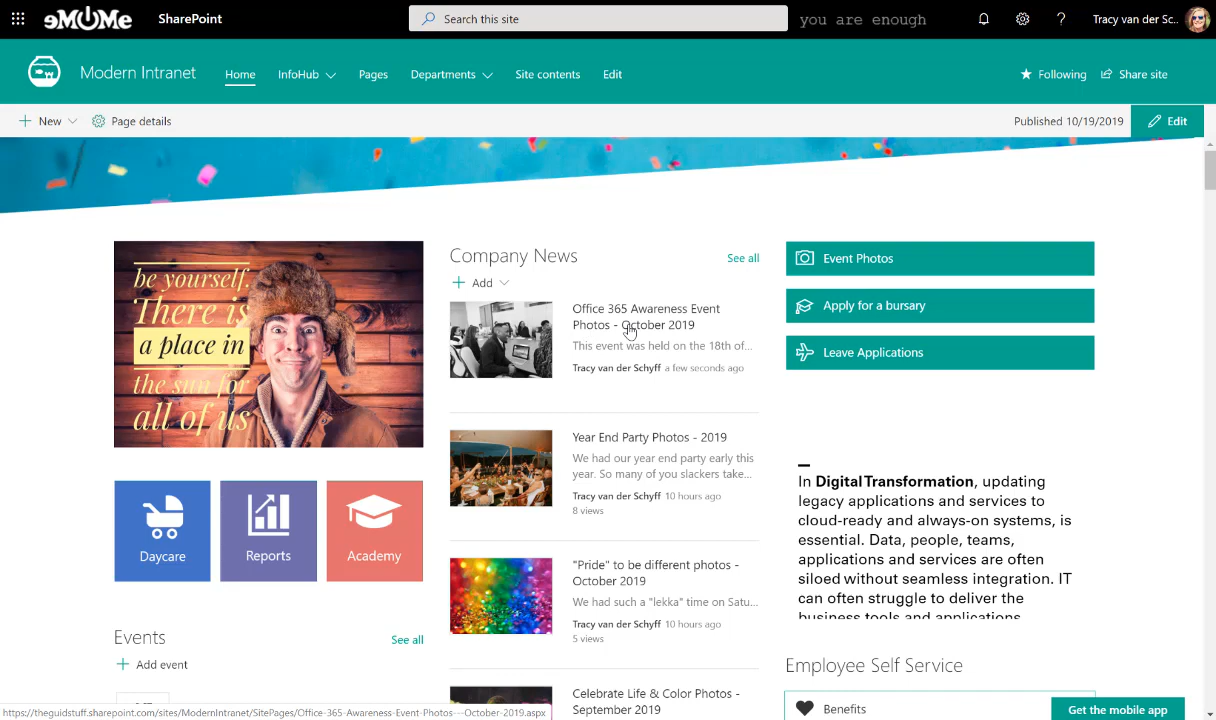 eMUMe
SharePoint
Search this site
you are enough
Tracy van der Sc..
Modern Intranet
Home
InfoHub
Pages
Departments
Site contents
Edit
Following
Share site
New
Page details
Published 10/19/2019
Edit
be yourself.
There is
a place in
the sun for
all of us
Daycare
Reports
Academy
Events
See all
Add event
Company News
See all
Add
Office 365 Awareness Event
Photos - October 2019
This event was held on the 18th of...
Tracy van der Schyff a few seconds ago
Year End Party Photos - 2019
We had our year end party early this
year. So many of you slackers take...
Tracy van der Schyff 10 hours ago
8 views
"Pride" to be different photos -
October 2019
We had such a "lekka" time on Satu...
Tracy van der Schyff 10 hours ago
5 views
Celebrate Life & Color Photos -
September 2019
Event Photos
Apply for a bursary
Leave Applications
In Digital Transformation, updating
legacy applications and services to
cloud-ready and always-on systems, is
essential. Data, people, teams,
applications and services are often
siloed without seamless integration. IT
can often struggle to deliver the
business tools and applications
Employee Self Service
Benefits
Get the mobile app
https://theguidstuff.sharepoint.com/sites/ModernIntranet/SitePages/Office-365-Awareness-Event-Photos---October-2019.aspx